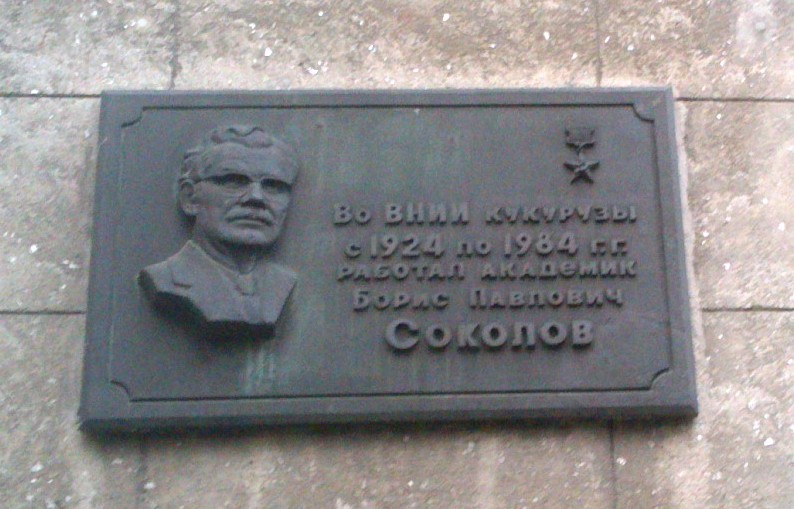 Во ВНИИ кукурузы
с 1924 по 1984 г.г.
работал академик
Борис Павлович
Соколов